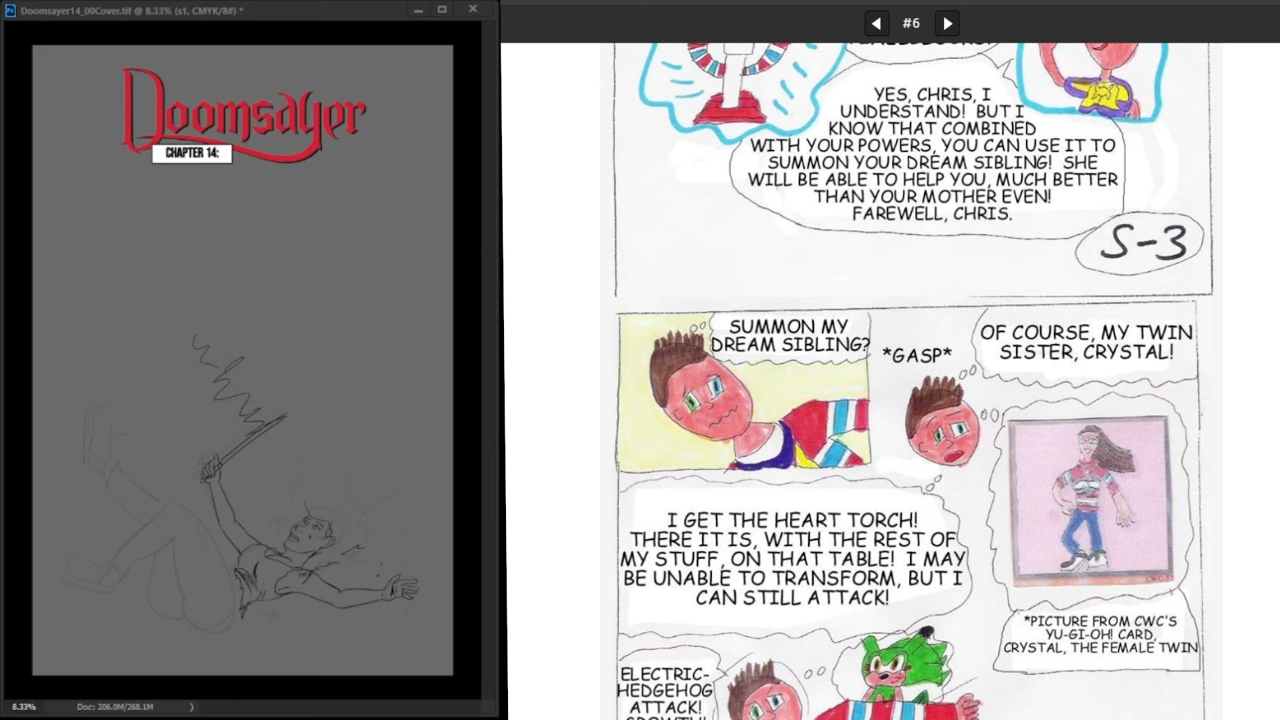 Doomsayer14_00Cover.tif @ 8.33% (s1, CMYK/8#) *
Doomsayer
CHAPTER 14:
8.33%
Doc: 206.0M/268.1M
#6
YES, CHRIS, I
UNDERSTAND! BUT I
KNOW THAT COMBINED
WITH YOUR POWERS, YOU CAN USE IT TO
SUMMON YOUR DREAM SIBLING! SHE
WILL BE ABLE TO HELP YOU, MUCH BETTER
THAN YOUR MOTHER EVEN!
FAREWELL, CHRIS.
S-3
SUMMON MY
DREAM SIBLING?
*GASP*
OF COURSE, MY TWIN
SISTER, CRYSTAL!
I GET THE HEART TORCH!
THERE IT IS, WITH THE REST OF
MY STUFF, ON THAT TABLE! I MAY
BE UNABLE TO TRANSFORM, BUT I
CAN STILL ATTACK!
*PICTURE FROM CWC'S
YU-GI-OH! CARD,
CRYSTAL, THE FEMALE TWIN
ELECTRIC-
HEDGEHOG
ATTACK!